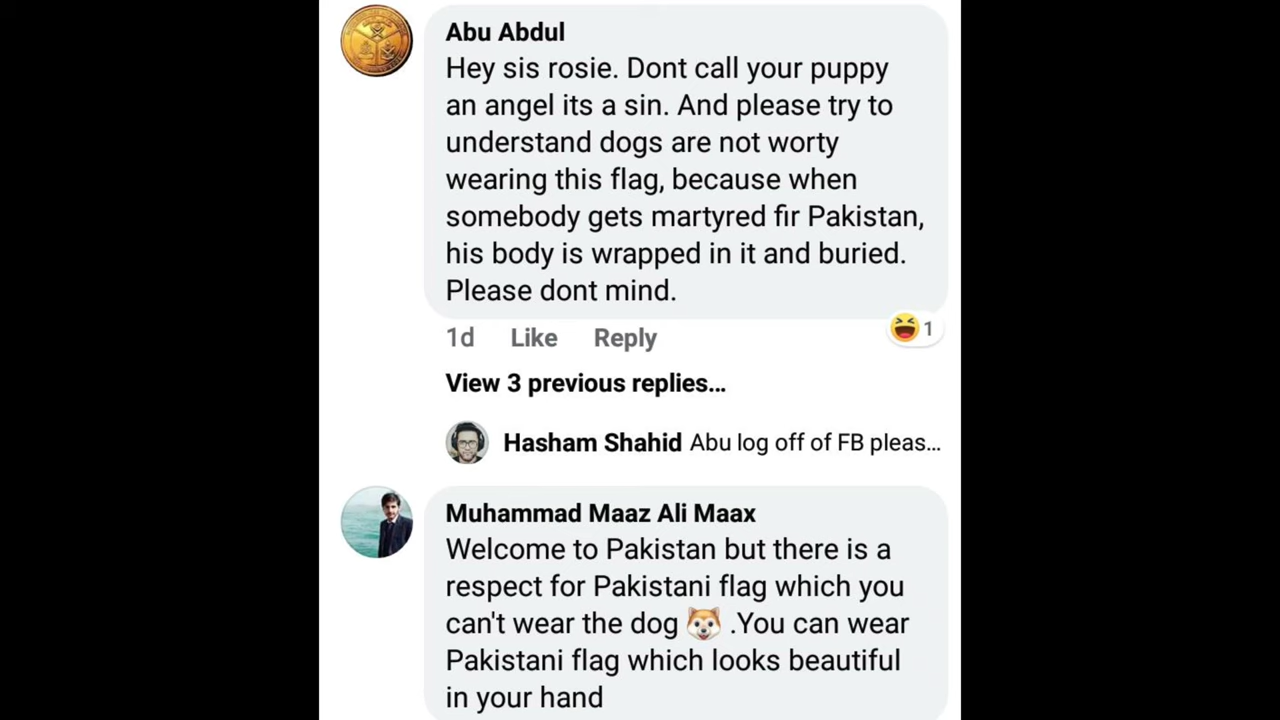 Abu Abdul
Hey sis rosie. Dont call your puppy
an angel its a sin. And please try to
understand dogs are not worty
wearing this flag, because when
somebody gets martyred fir Pakistan,
his body is wrapped in it and buried.
Please dont mind.
1d Like Reply 1
View 3 previous replies...
Hasham Shahid Abu log off of FB pleas...
Muhammad Maaz Ali Maax
Welcome to Pakistan but there is a
respect for Pakistani flag which you
can't wear the dog 🐕 .You can wear
Pakistani flag which looks beautiful
in your hand